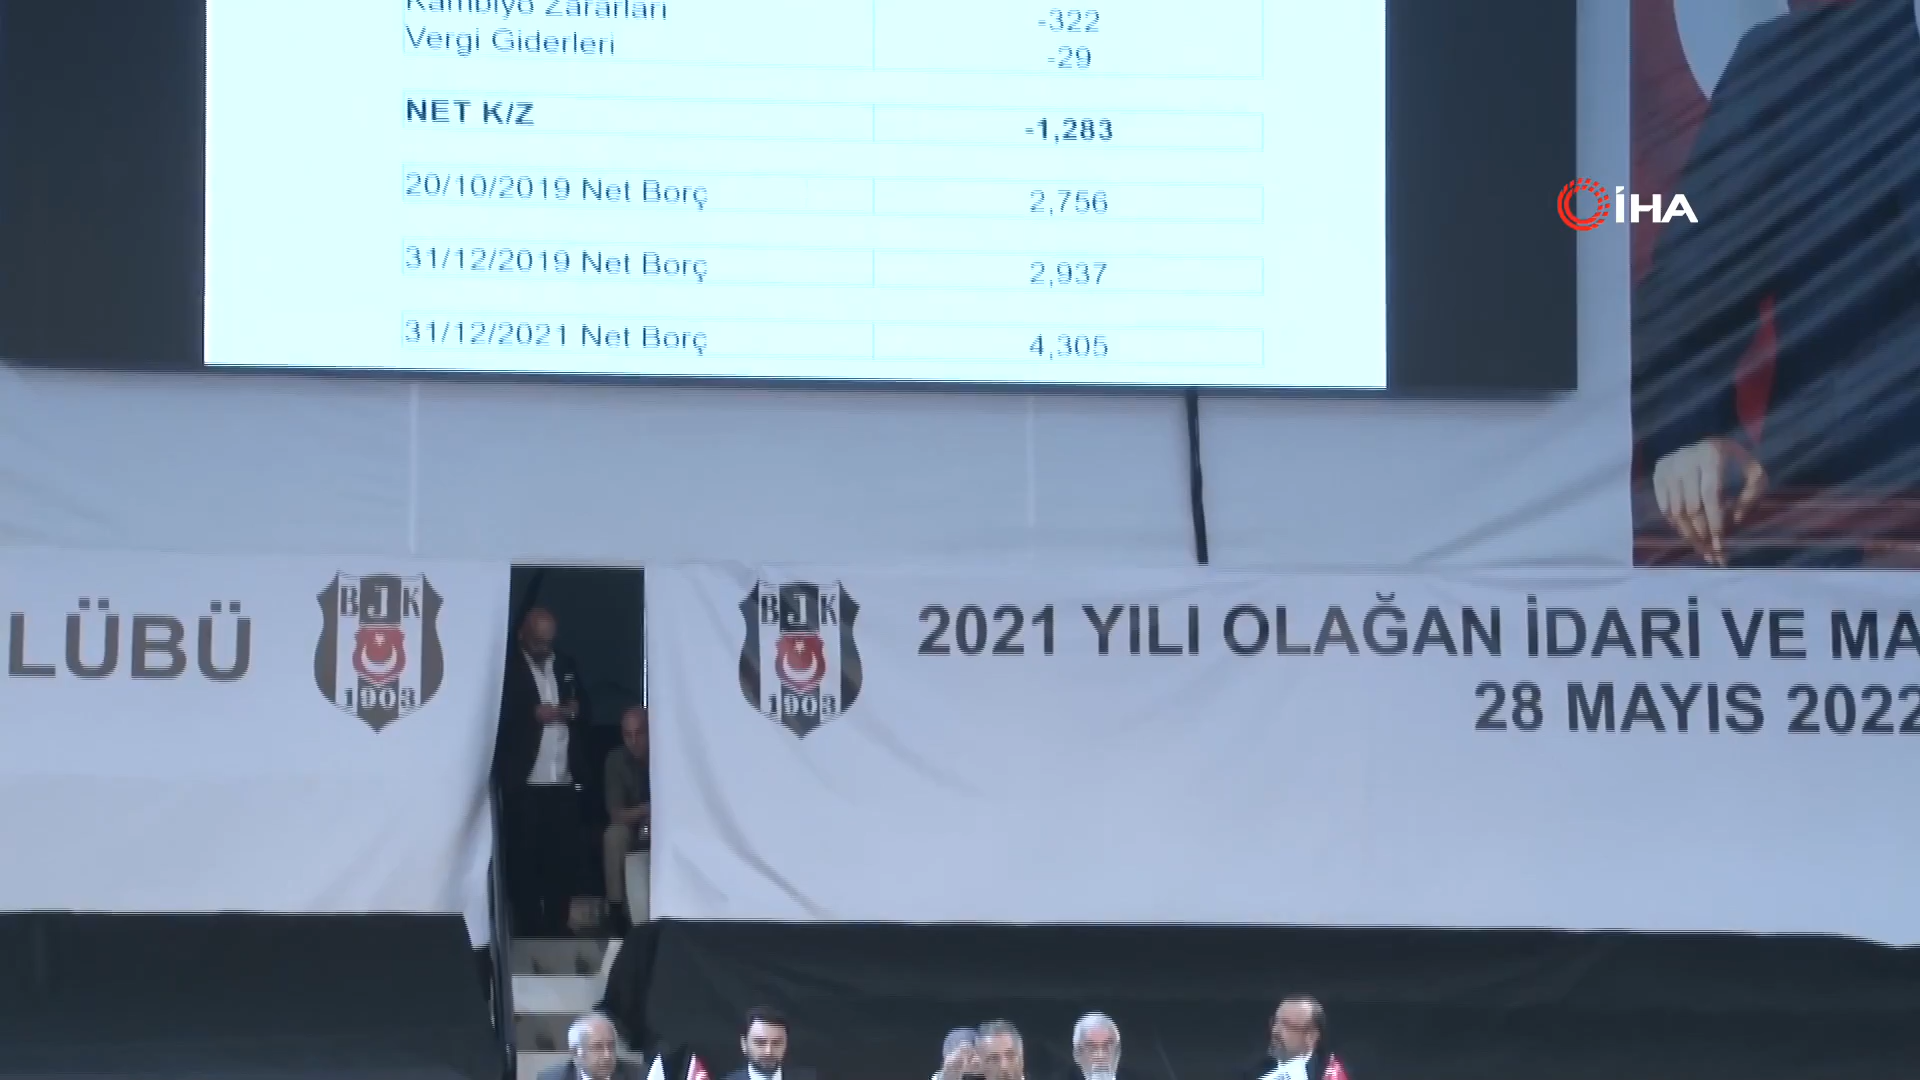 Kambiyo Zararları -322
Vergi Giderleri -29
NET K/Z -1,283
20/10/2019 Net Borç 2,756
31/12/2019 Net Borç 2,937
31/12/2021 Net Borç 4,305
İHA
LÜBÜ
BJK
1903
BJK
1903
2021 YILI OLAĞAN İDARİ VE MA
28 MAYIS 2022